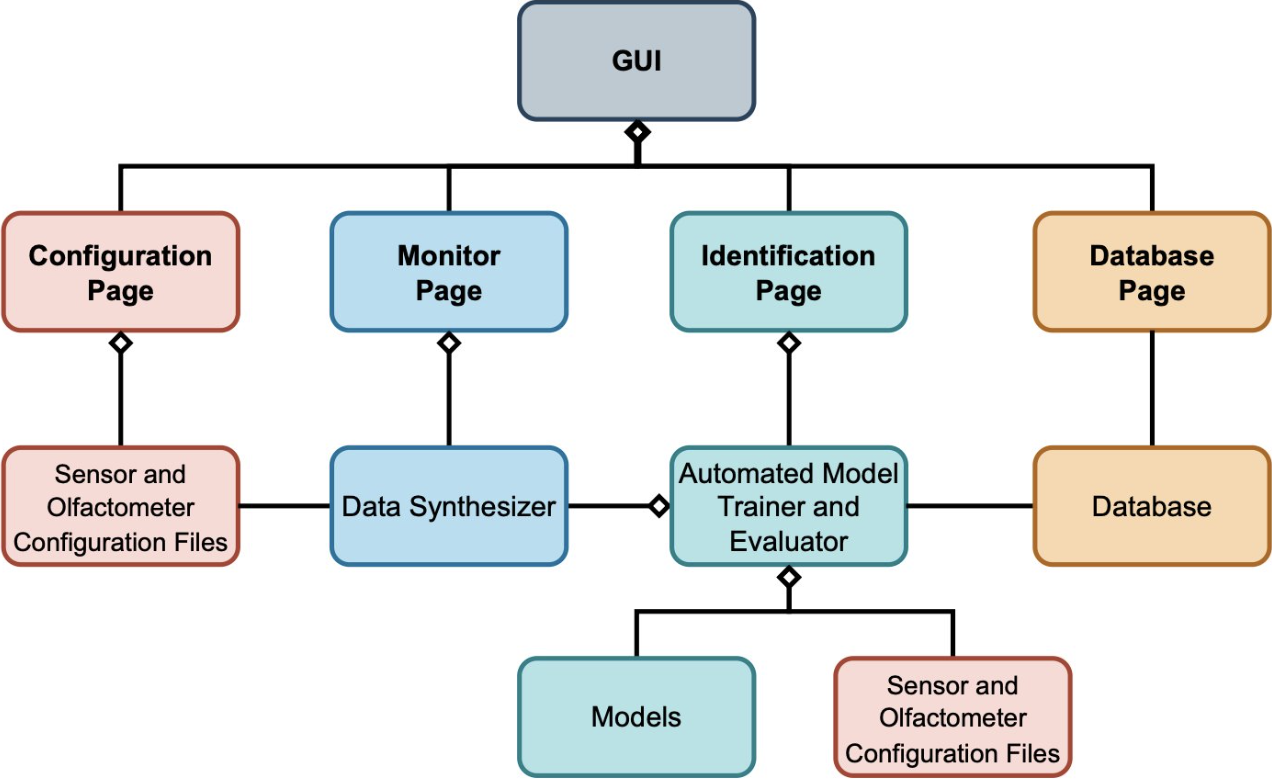 GUI
Configuration
Page
Monitor
Page
Identification
Page
Database
Page
Sensor and
Olfactometer
Configuration Files
Data Synthesizer
Automated Model
Trainer and
Evaluator
Database
Models
Sensor and
Olfactometer
Configuration Files